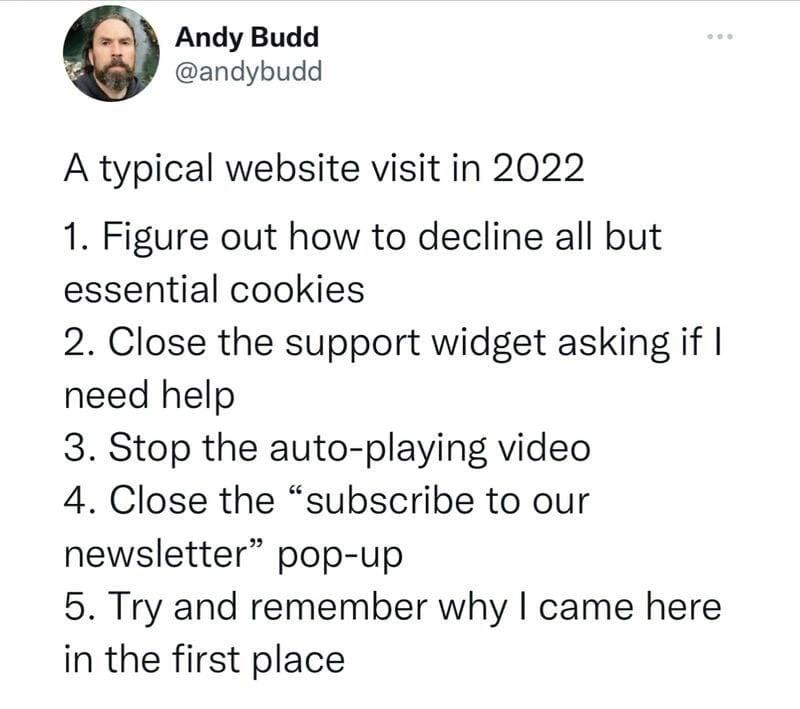 Andy Budd
@andybudd
A typical website visit in 2022
1. Figure out how to decline all but
essential cookies
2. Close the support widget asking if I
need help
3. Stop the auto-playing video
4. Close the “subscribe to our
newsletter” pop-up
5. Try and remember why I came here
in the first place